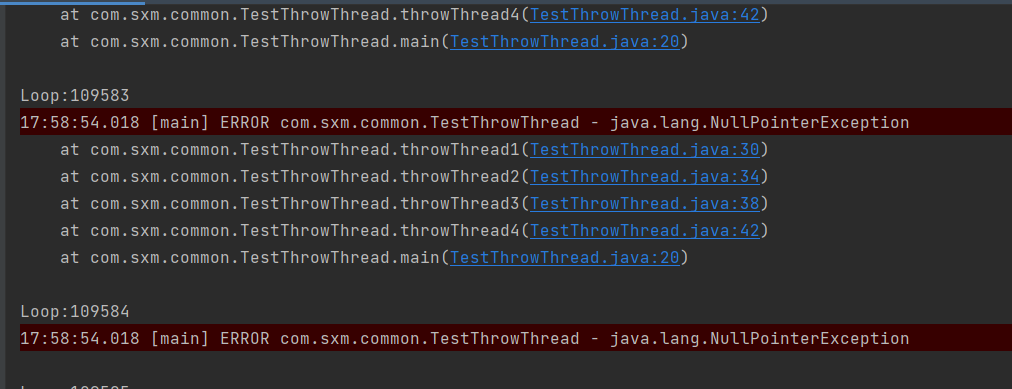 at com.sxm.common.TestThrowThread.throwThread4(TestThrowThread.java:42)
at com.sxm.common.TestThrowThread.main(TestThrowThread.java:20)
Loop:109583
17:58:54.018 [main] ERROR com.sxm.common.TestThrowThread - java.lang.NullPointerException
at com.sxm.common.TestThrowThread.throwThread1(TestThrowThread.java:30)
at com.sxm.common.TestThrowThread.throwThread2(TestThrowThread.java:34)
at com.sxm.common.TestThrowThread.throwThread3(TestThrowThread.java:38)
at com.sxm.common.TestThrowThread.throwThread4(TestThrowThread.java:42)
at com.sxm.common.TestThrowThread.main(TestThrowThread.java:20)
Loop:109584
17:58:54.018 [main] ERROR com.sxm.common.TestThrowThread - java.lang.NullPointerException